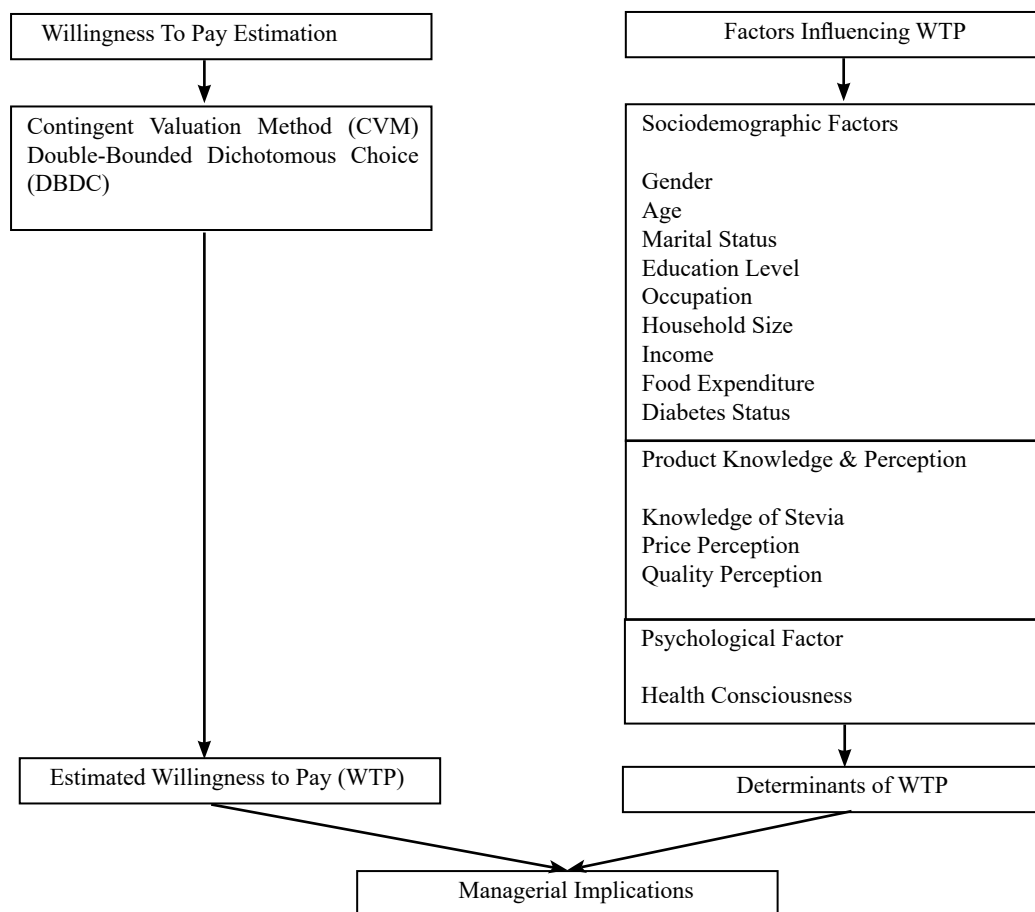 Willingness To Pay Estimation
Contingent Valuation Method (CVM)
Double-Bounded Dichotomous Choice
(DBDC)
Estimated Willingness to Pay (WTP)
Factors Influencing WTP
Sociodemographic Factors
Gender
Age
Marital Status
Education Level
Occupation
Household Size
Income
Food Expenditure
Diabetes Status
Product Knowledge & Perception
Knowledge of Stevia
Price Perception
Quality Perception
Psychological Factor
Health Consciousness
Determinants of WTP
Managerial Implications